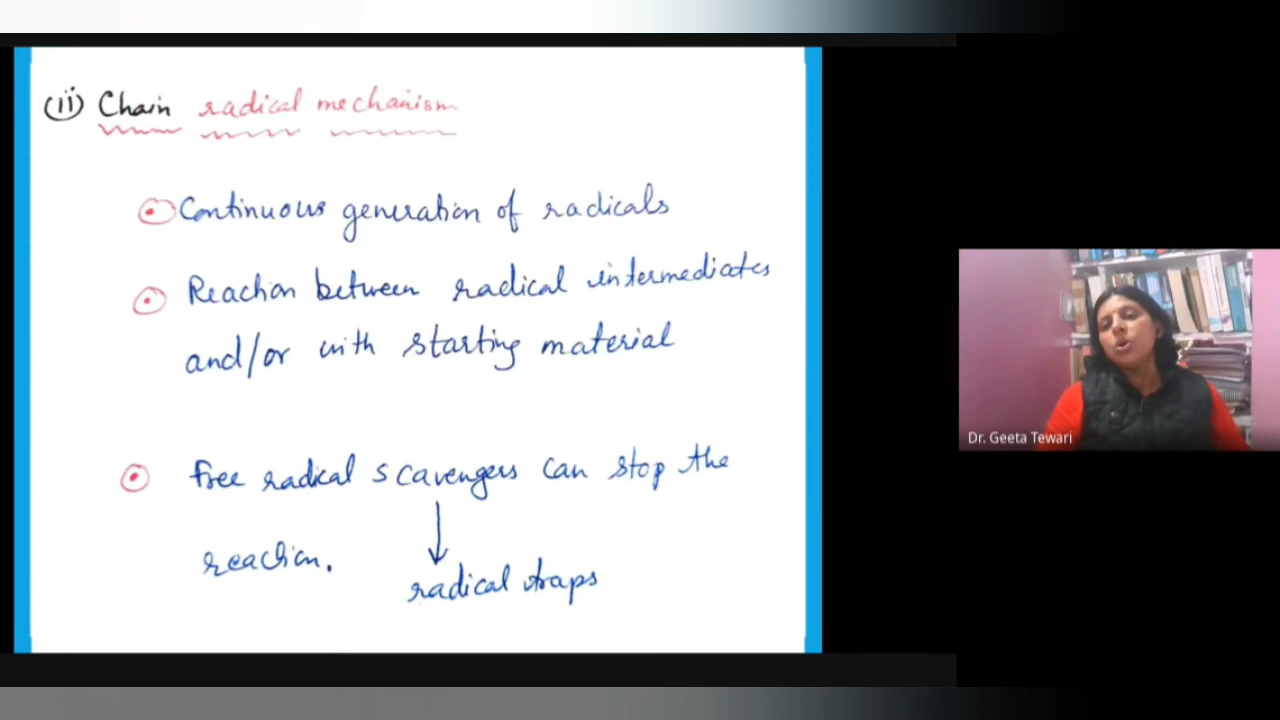 (ii) Chain radical mechanism
Continuous generation of radicals
Reaction between radical intermediates
and/or with starting material
Free radical scavengers can stop the
reaction.
radical traps
Dr. Geeta Tewari